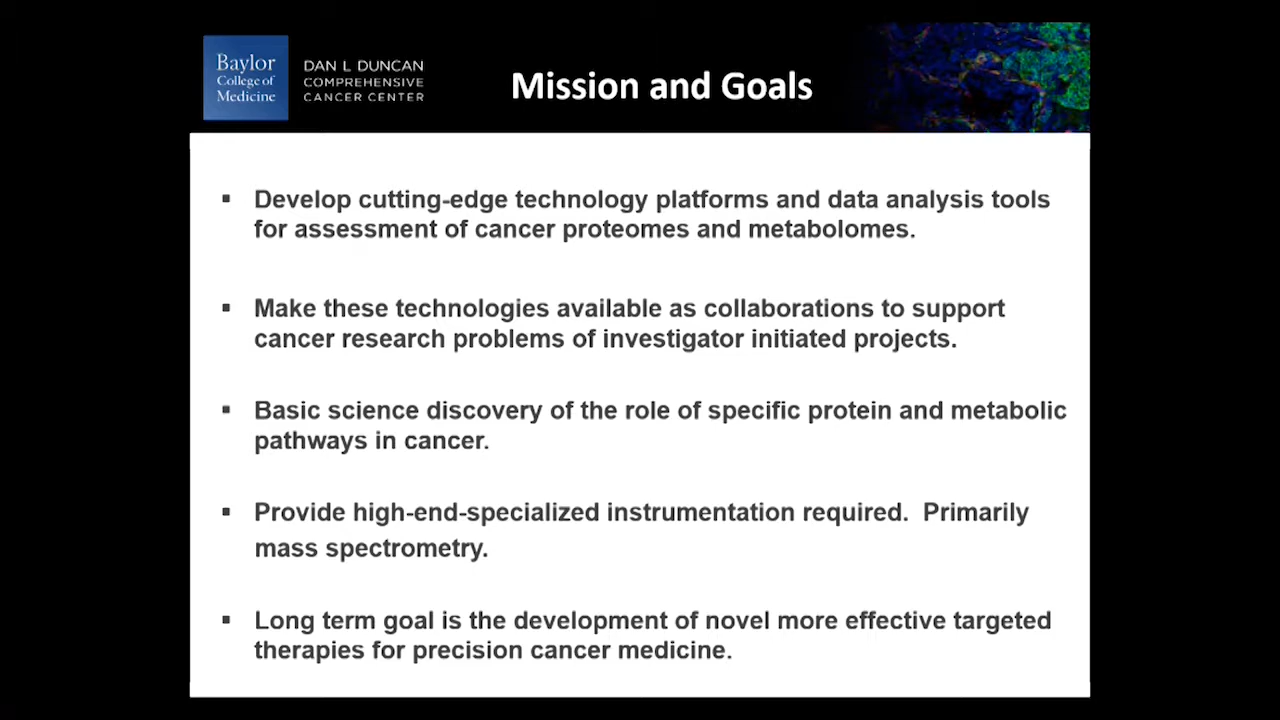 Baylor
College of
Medicine
DAN L DUNCAN
COMPREHENSIVE
CANCER CENTER
Mission and Goals
▪ Develop cutting-edge technology platforms and data analysis tools
for assessment of cancer proteomes and metabolomes.
▪ Make these technologies available as collaborations to support
cancer research problems of investigator initiated projects.
▪ Basic science discovery of the role of specific protein and metabolic
pathways in cancer.
▪ Provide high-end-specialized instrumentation required.  Primarily
mass spectrometry.
▪ Long term goal is the development of novel more effective targeted
therapies for precision cancer medicine.